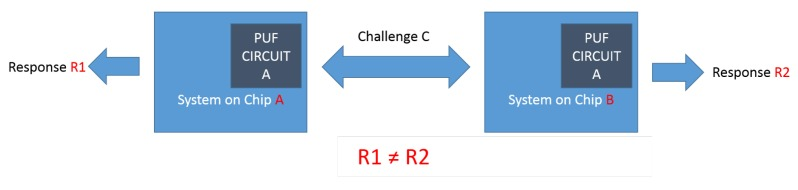 Response R1
PUF
CIRCUIT
A
System on Chip A
Challenge C
PUF
CIRCUIT
A
System on Chip B
Response R2
R1 ≠ R2